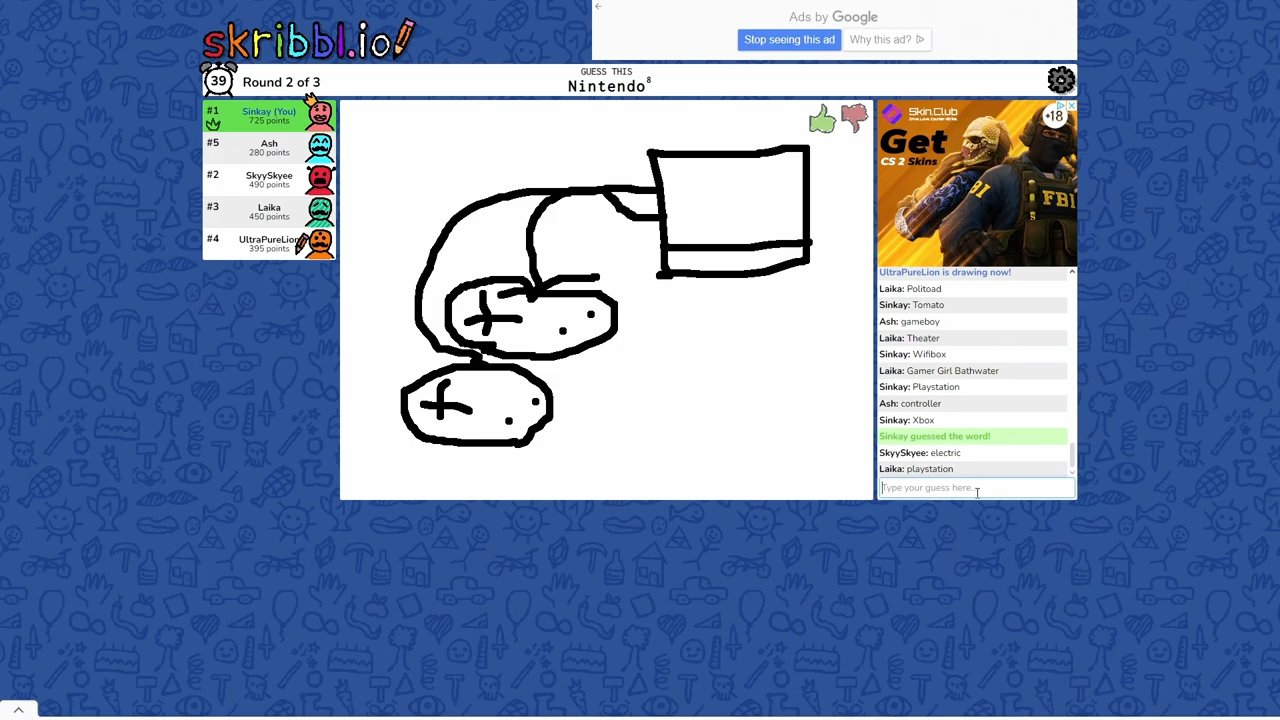 Ads by Google
Stop seeing this ad
Why this ad?
skribbl.io
39
Round 2 of 3
GUESS THIS
Nintendo 8
#1
Sinkay (You)
725 points
#5
Ash
280 points
#2
SkyySkyee
490 points
#3
Laika
450 points
#4
UltraPureLion
395 points
Skin.Club
+18
Get
CS 2 Skins
FBI
UltraPureLion is drawing now!
Laika: Politoad
Sinkay: Tomato
Ash: gameboy
Laika: Theater
Sinkay: Wifibox
Laika: Gamer Girl Bathwater
Sinkay: Playstation
Ash: controller
Sinkay: Xbox
Sinkay guessed the word!
SkyySkyee: electric
Laika: playstation
Type your guess here...